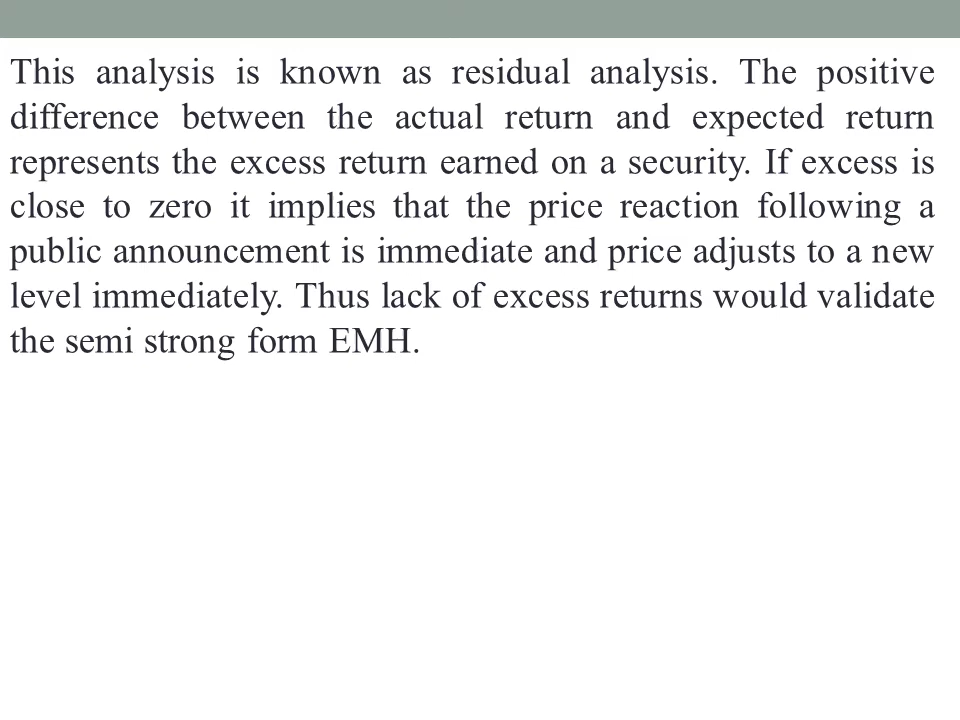 This analysis is known as residual analysis. The positive
difference between the actual return and expected return
represents the excess return earned on a security. If excess is
close to zero it implies that the price reaction following a
public announcement is immediate and price adjusts to a new
level immediately. Thus lack of excess returns would validate
the semi strong form EMH.